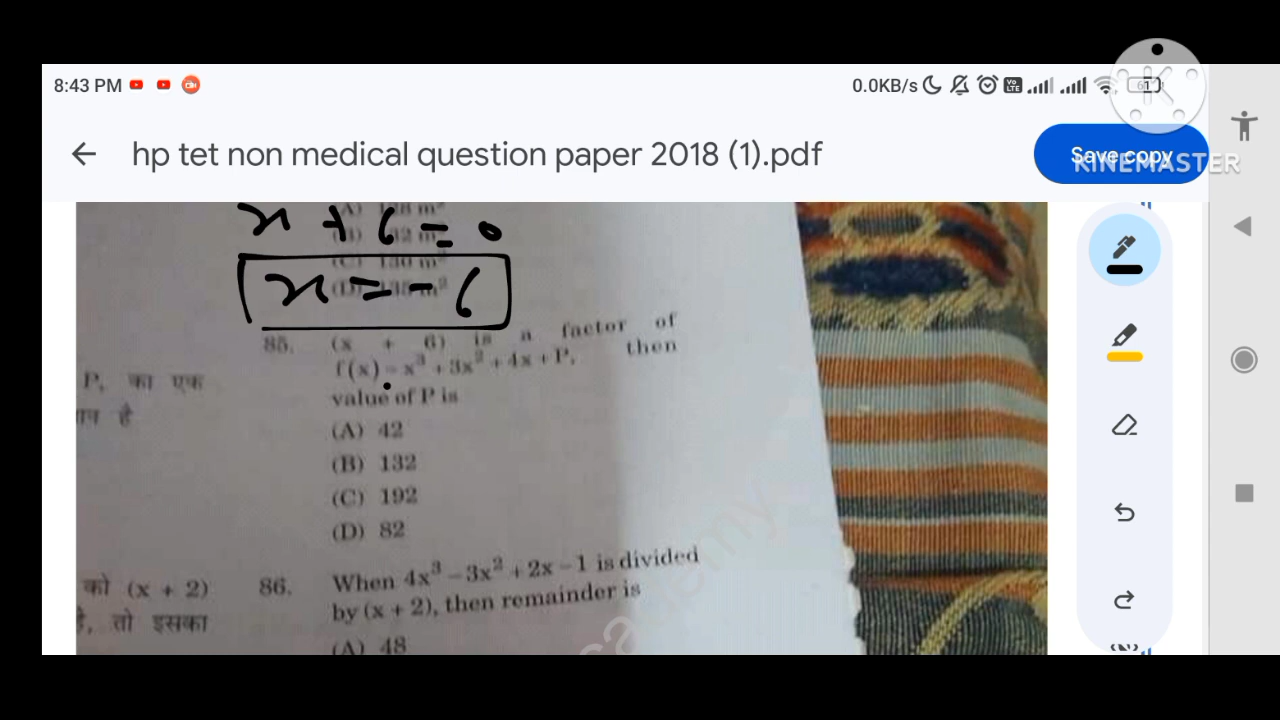 8:43 PM
0.0KB/s
61
hp tet non medical question paper 2018 (1).pdf
Save copy
KINEMASTER
x + 6 = 0
x = - 6
85. (x + 6) is a factor of
f(x) = x³ + 3x² + 4x + P, then
value of P is
(A) 42
(B) 132
(C) 192
(D) 82
P, का एक
मान है
86. When 4x³ – 3x² + 2x – 1 is divided
by (x + 2), then remainder is
(A) 48
को (x + 2)
है, तो इसका